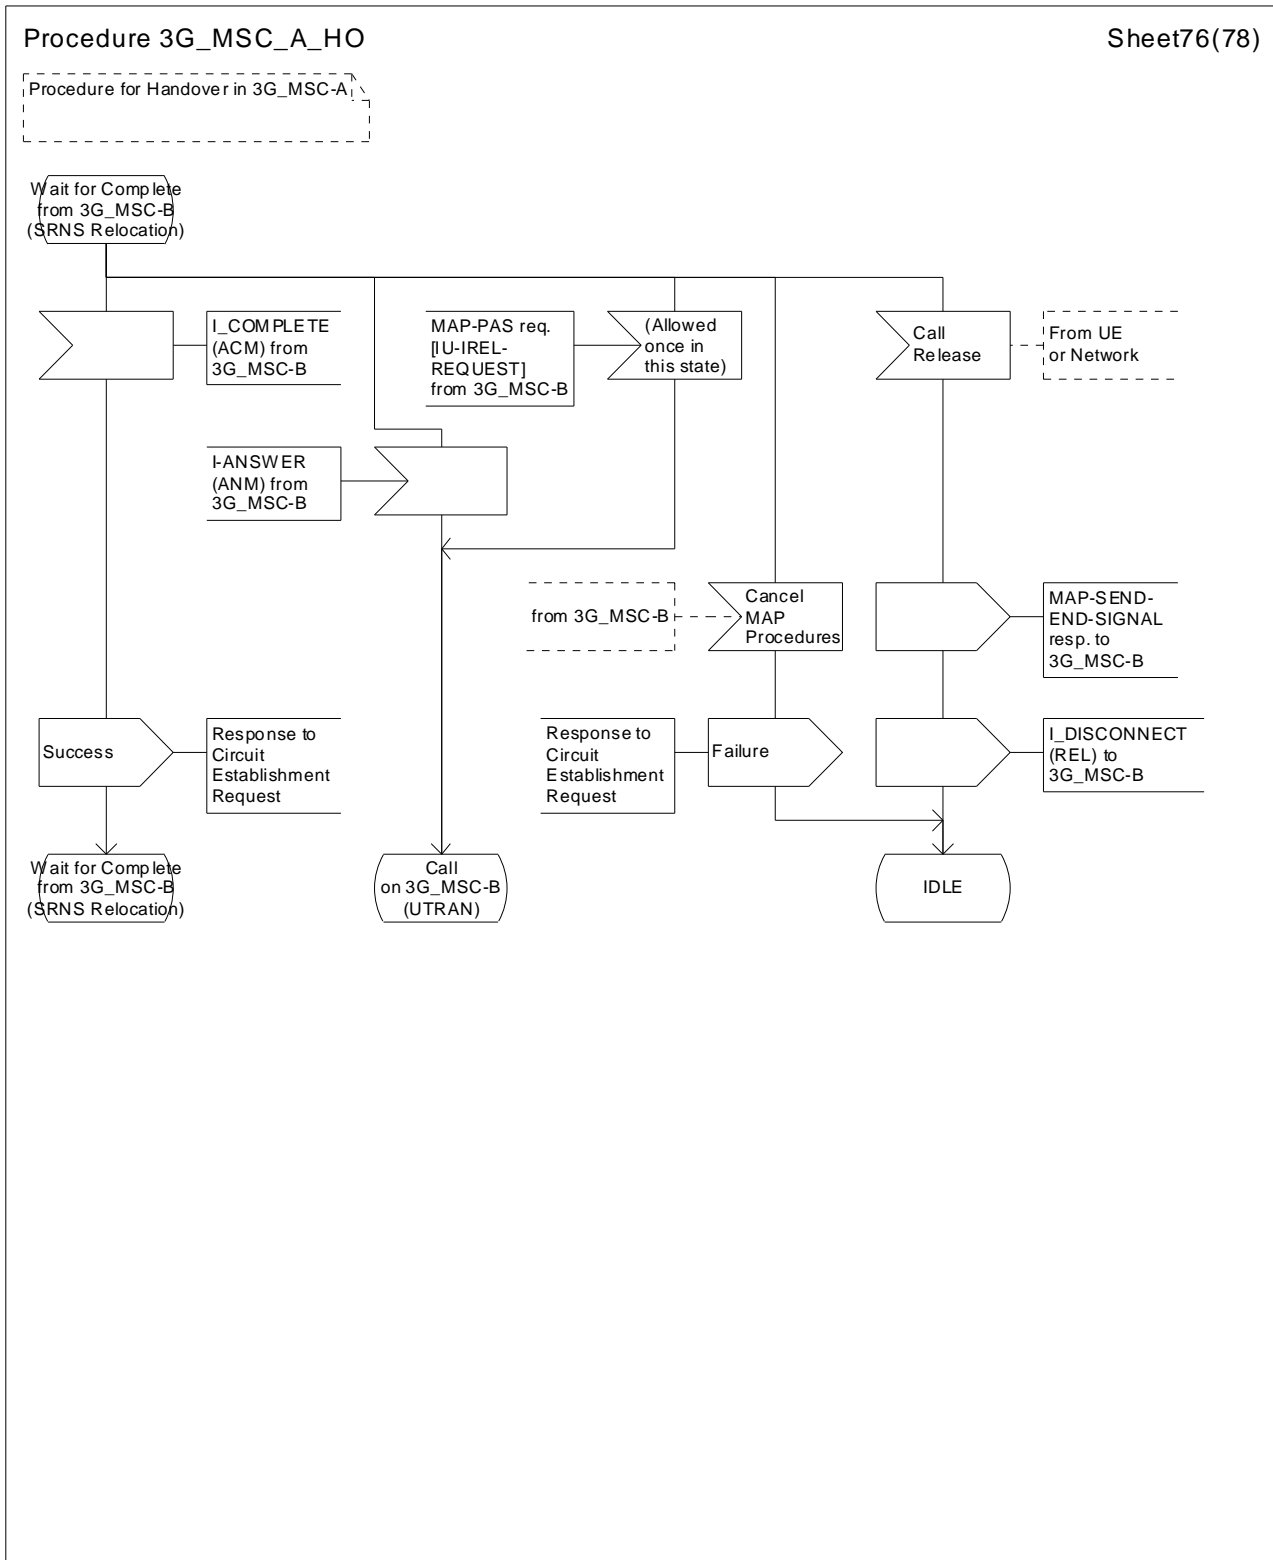 Procedure 3G_MSC_A_HO
Sheet76(78)
Procedure for Handover in 3G_MSC-A
Wait for Complete
from 3G_MSC-B
(SRNS Relocation)
I_COMPLETE
(ACM) from
3G_MSC-B
MAP-PAS req.
[IU-IREL-
REQUEST]
from 3G_MSC-B
(Allowed
once in
this state)
Call
Release
From UE
or Network
I-ANSWER
(ANM) from
3G_MSC-B
from 3G_MSC-B
Cancel
MAP
Procedures
MAP-SEND-
END-SIGNAL
resp. to
3G_MSC-B
Success
Response to
Circuit
Establishment
Request
Response to
Circuit
Establishment
Request
Failure
I_DISCONNECT
(REL) to
3G_MSC-B
Wait for Complete
from 3G_MSC-B
(SRNS Relocation)
Call
on 3G_MSC-B
(UTRAN)
IDLE